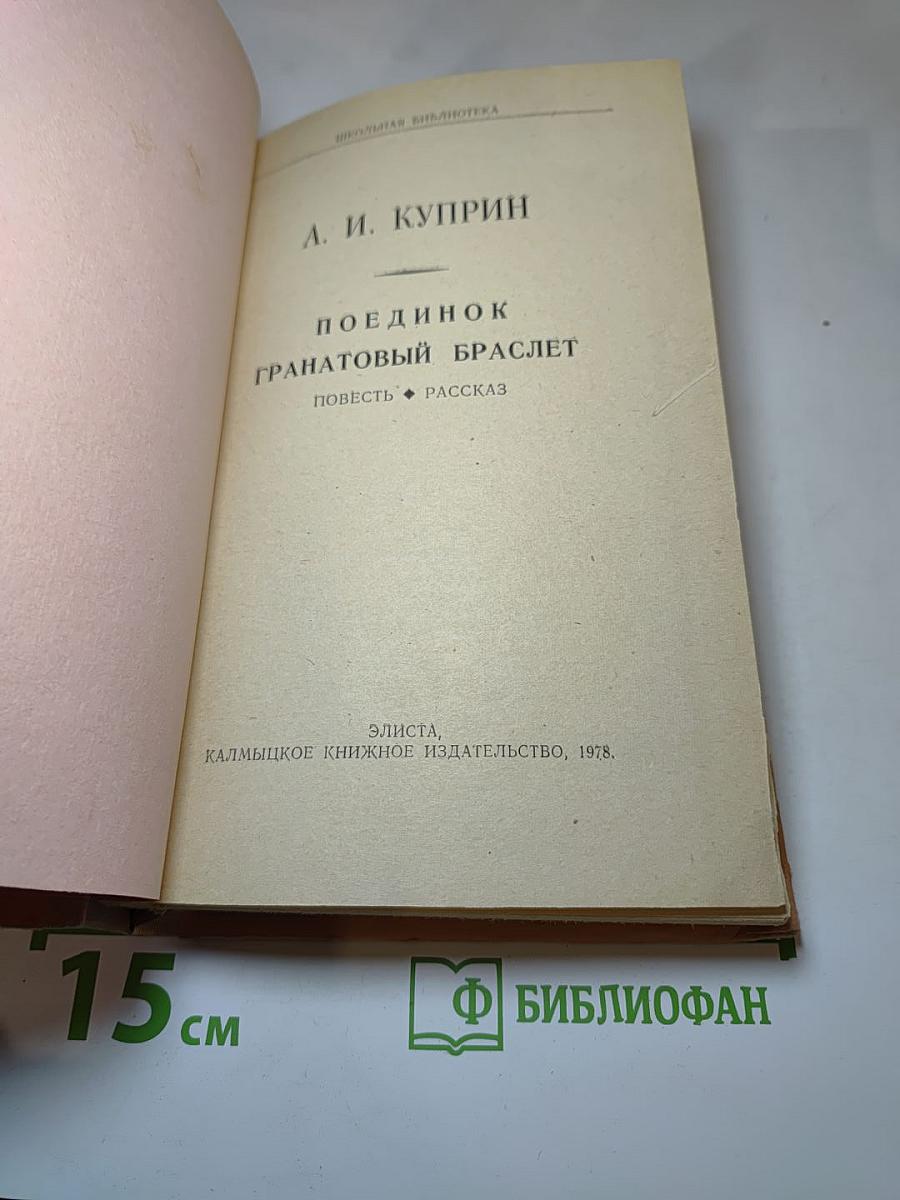 ШКОЛЬНАЯ БИБЛИОТЕКА
А. И. КУПРИН
ПОЕДИНОК
ГРАНАТОВЫЙ БРАСЛЕТ
ПОВЕСТЬ ◆ РАССКАЗ
ЭЛИСТА,
КАЛМЫЦКОЕ КНИЖНОЕ ИЗДАТЕЛЬСТВО, 1978.
15 см
Ф БИБЛИОФАН